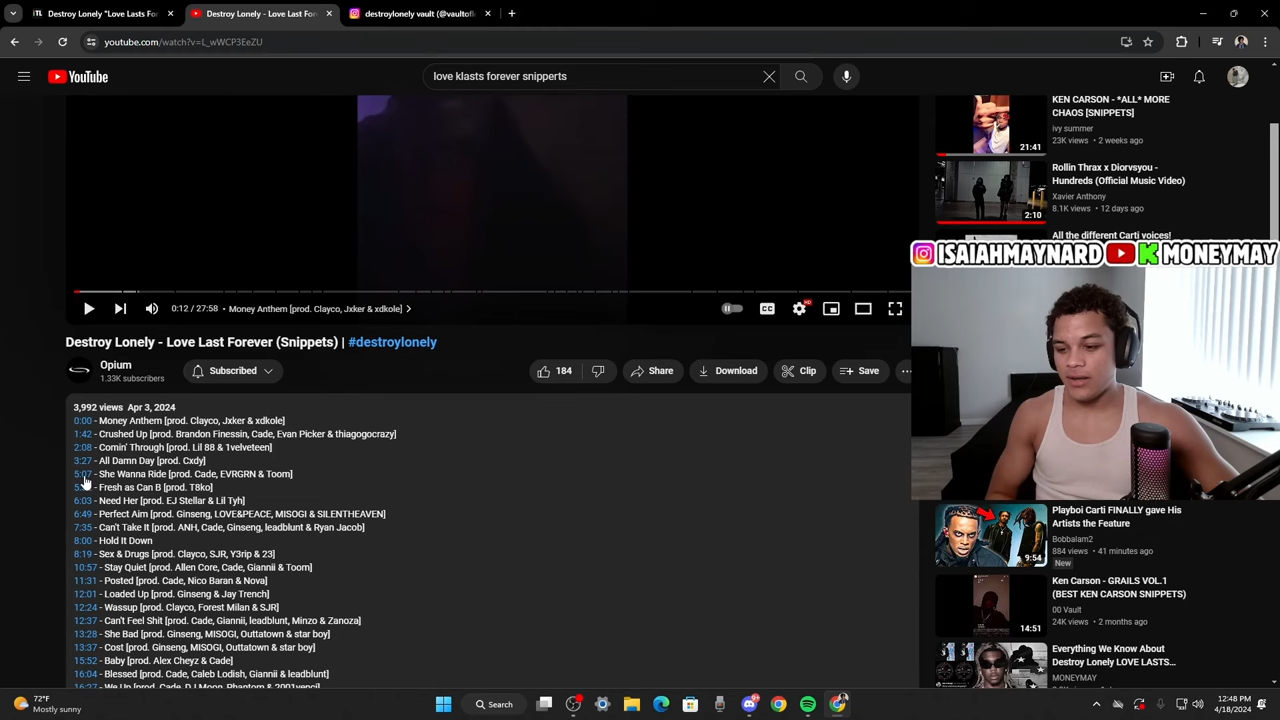 Destroy Lonely "Love Lasts Fo
Destroy Lonely - Love Last For
destroylonely vault (@vaultofl
youtube.com/watch?v=L_wWCP3EeZU
YouTube
love klasts forever snipperts
KEN CARSON - *ALL* MORE
CHAOS [SNIPPETS]
ivy summer
23K views • 2 weeks ago
21:41
Rollin Thrax x Diorvsyou -
Hundreds (Official Music Video)
Xavier Anthony
8.1K views • 12 days ago
2:10
All the different Carti voices!
ISAIAHMAYNARD K MONEYMAY
0:12 / 27:58 • Money Anthem [prod. Clayco, Jxker & xdkole]
CC
HD
Destroy Lonely - Love Last Forever (Snippets) | #destroylonely
Opium
1.33K subscribers
Subscribed
184
Share
Download
Clip
Save
3,992 views Apr 3, 2024
0:00 - Money Anthem [prod. Clayco, Jxker & xdkole]
1:42 - Crushed Up [prod. Brandon Finessin, Cade, Evan Picker & thiagogocrazy]
2:08 - Comin' Through [prod. Lil 88 & 1velveteen]
3:27 - All Damn Day [prod. Cxdy]
5:07 - She Wanna Ride [prod. Cade, EVRGRN & Toom]
- Fresh as Can B [prod. T8ko]
6:03 - Need Her [prod. EJ Stellar & Lil Tyh]
6:49 - Perfect Aim [prod. Ginseng, LOVE&PEACE, MISOGI & SILENTHEAVEN]
7:35 - Can't Take It [prod. ANH, Cade, Ginseng, leadblunt & Ryan Jacob]
8:00 - Hold It Down
8:19 - Sex & Drugs [prod. Clayco, SJR, Y3rip & 23]
10:57 - Stay Quiet [prod. Allen Core, Cade, Giannii & Toom]
11:31 - Posted [prod. Cade, Nico Baran & Nova]
12:01 - Loaded Up [prod. Ginseng & Jay Trench]
12:24 - Wassup [prod. Clayco, Forest Milan & SJR]
12:37 - Can't Feel Shit [prod. Cade, Giannii, leadblunt, Minzo & Zanoza]
13:28 - She Bad [prod. Ginseng, MISOGI, Outtatown & star boy]
13:37 - Cost [prod. Ginseng, MISOGI, Outtatown & star boy]
15:52 - Baby [prod. Alex Cheyz & Cade]
16:04 - Blessed [prod. Cade, Caleb Lodish, Giannii & leadblunt]
16:27 - We Up [prod. Cade, DJ Moon, Phantom & 2001vengi]
Playboi Carti FINALLY gave His
Artists the Feature
Bobbalam2
884 views • 41 minutes ago
New
9:54
Ken Carson - GRAILS VOL.1
(BEST KEN CARSON SNIPPETS)
00 Vault
24K views • 2 months ago
14:51
Everything We Know About
Destroy Lonely LOVE LASTS...
MONEYMAY
72°F
Mostly sunny
Search
12:48 PM
4/18/2024